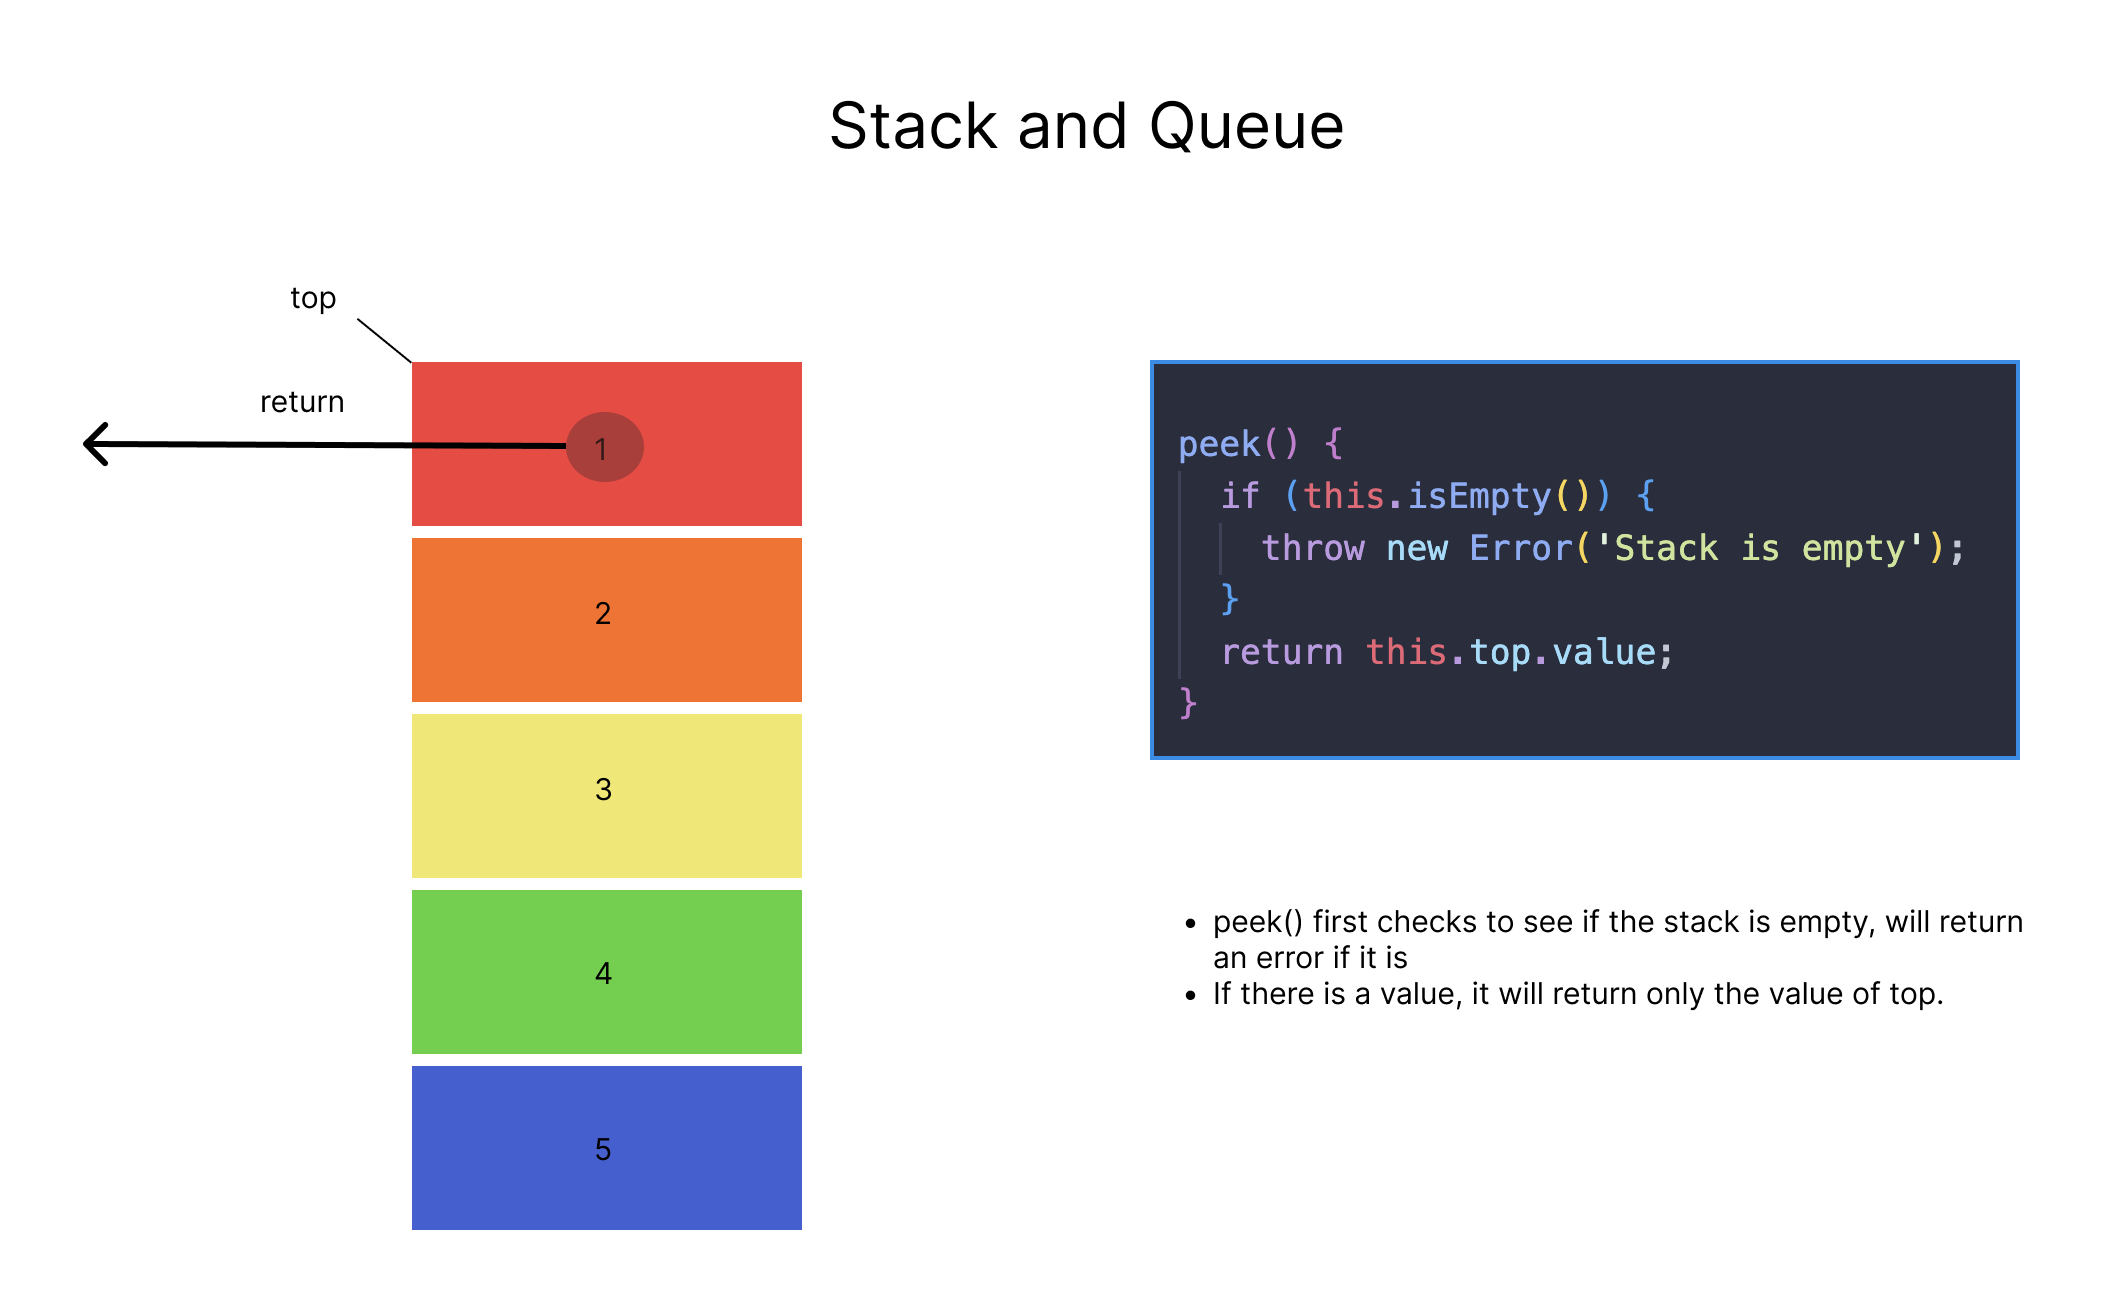 Stack and Queue
top
return
1
2
3
4
5
peek() {
  if (this.isEmpty()) {
    throw new Error('Stack is empty');
  }
  return this.top.value;
}
• peek() first checks to see if the stack is empty, will return
an error if it is
• If there is a value, it will return only the value of top.